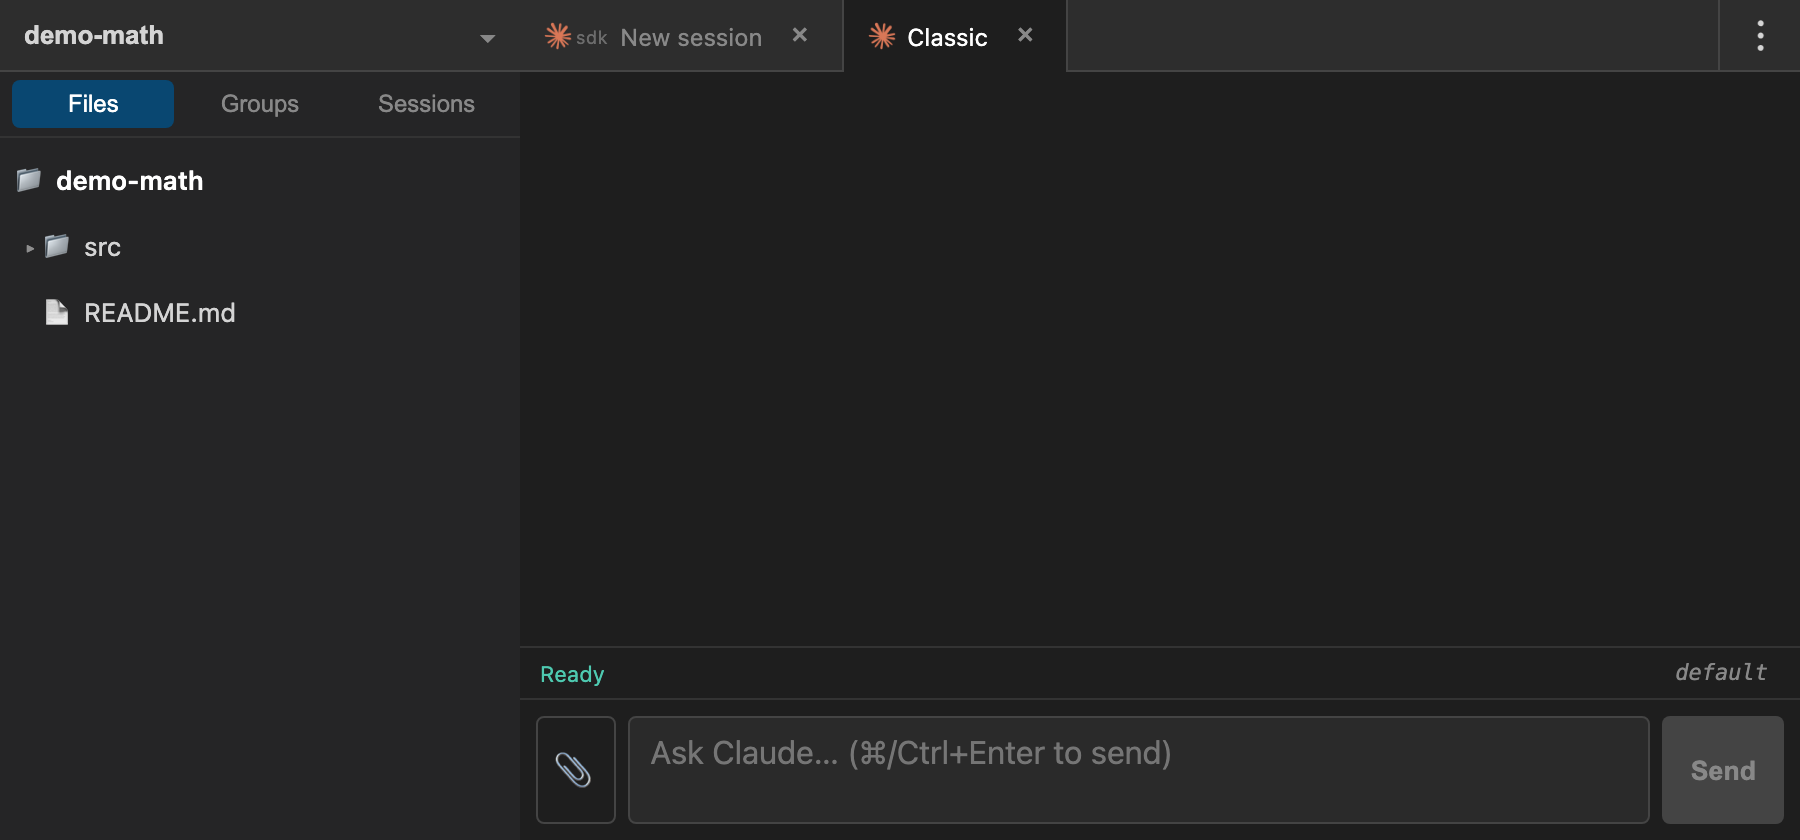 demo-math
sdk New session ×
Classic ×
Files
Groups
Sessions
demo-math
src
README.md
Ready
default
Ask Claude... (⌘/Ctrl+Enter to send)
Send